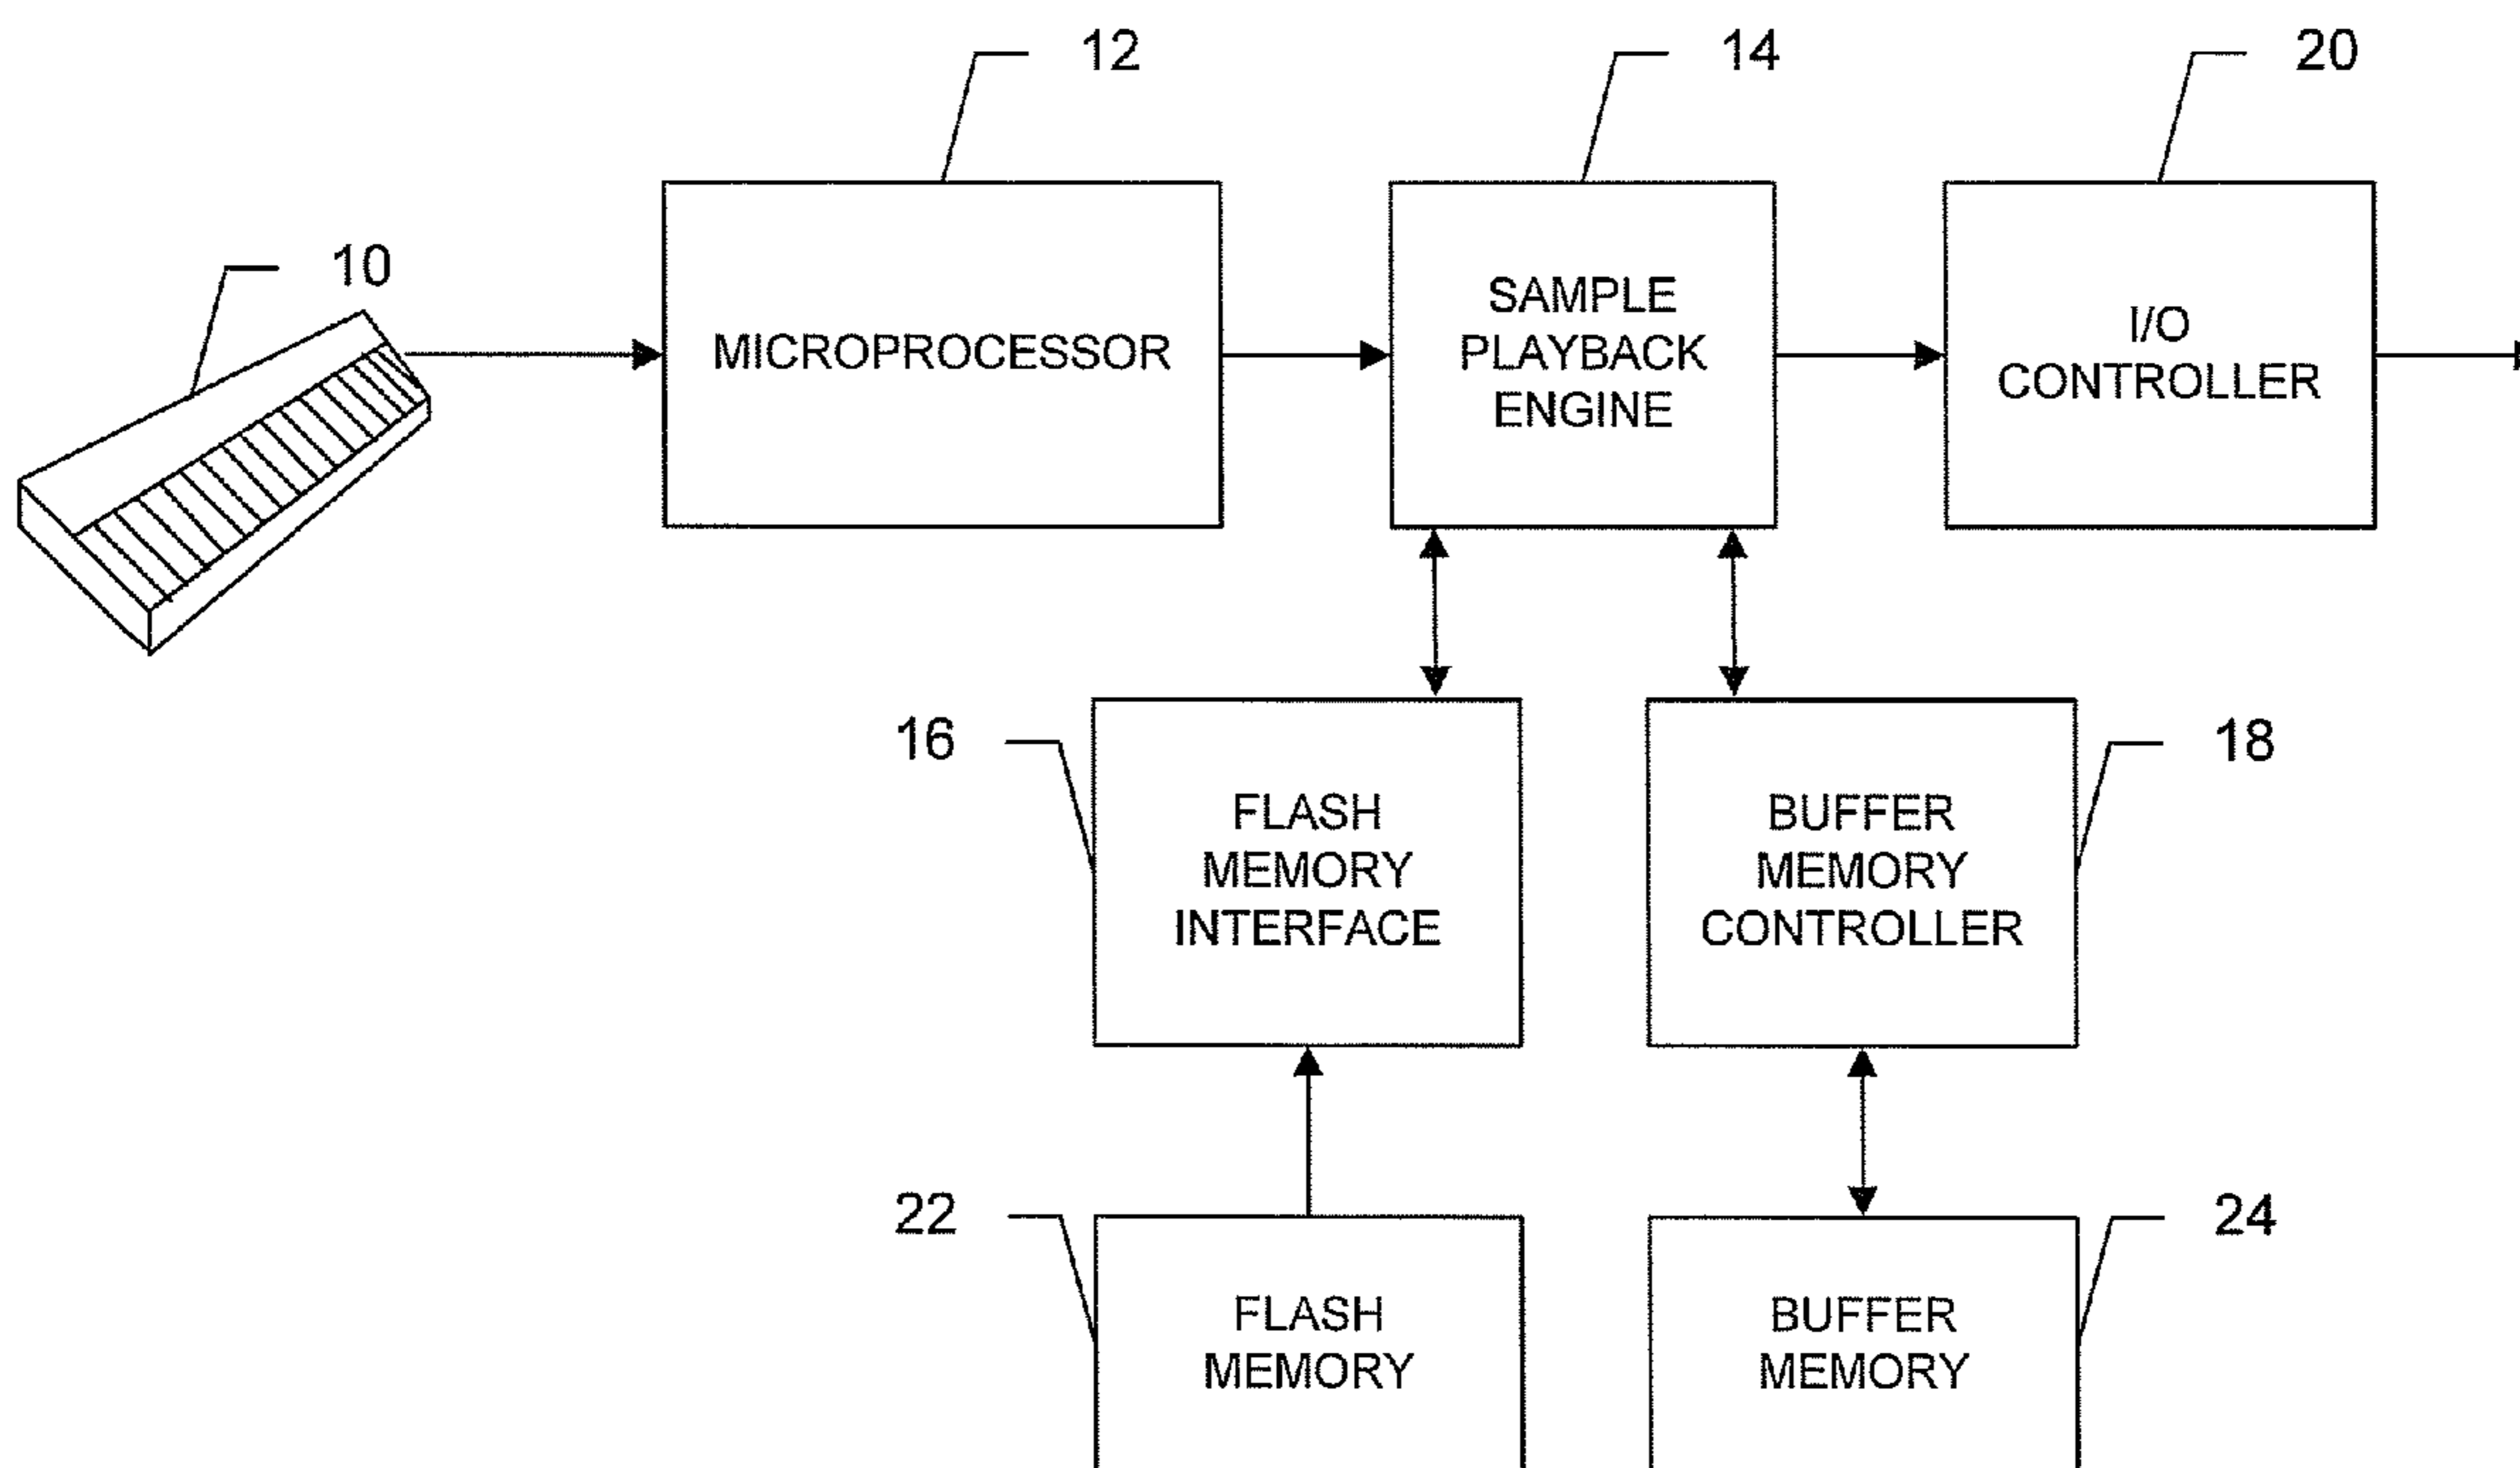 12
14
20
10
MICROPROCESSOR
SAMPLE
PLAYBACK
ENGINE
I/O
CONTROLLER
16
18
FLASH
MEMORY
INTERFACE
BUFFER
MEMORY
CONTROLLER
22
24
FLASH
MEMORY
BUFFER
MEMORY